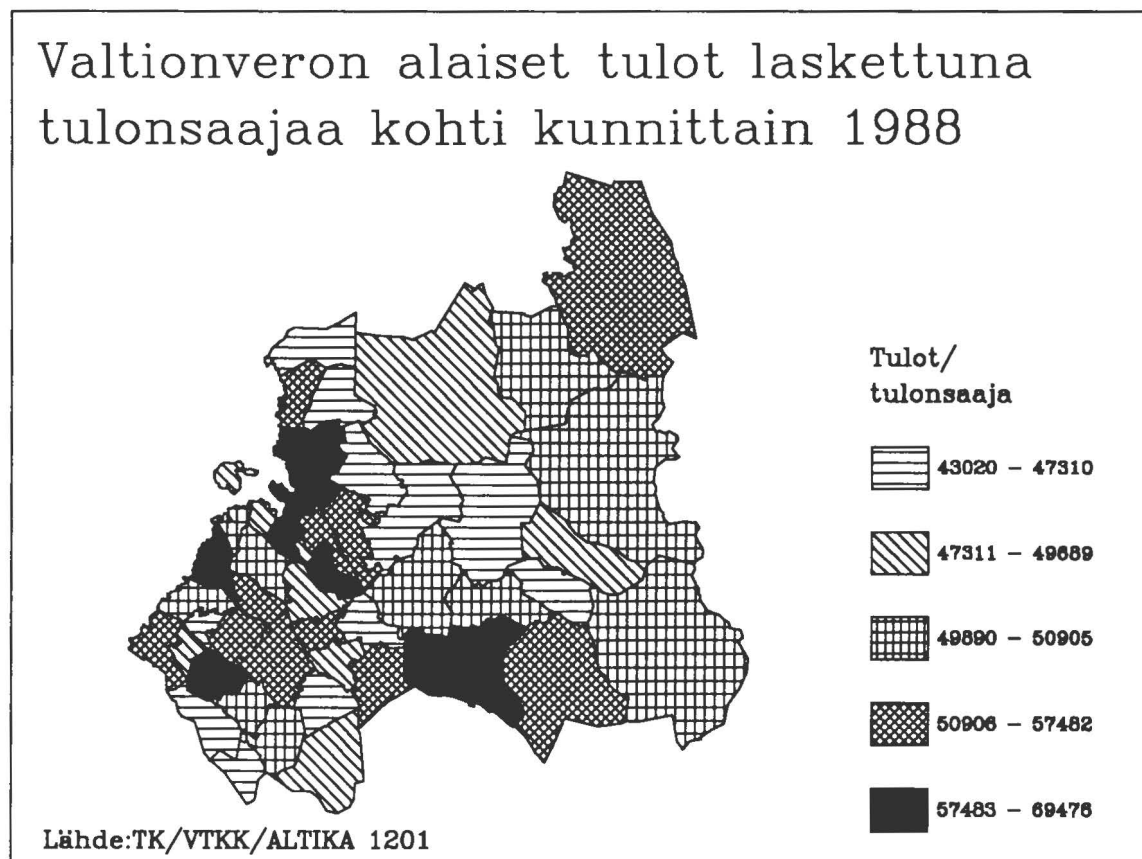 Valtionveron alaiset tulot laskettuna
tulonsaajaa kohti kunnittain 1988
Tulot/
tulonsaaja
43020 - 47310
47311 - 49689
49690 - 50905
50906 - 57482
57483 - 69476
Lähde:TK/VTKK/ALTIKA 1201